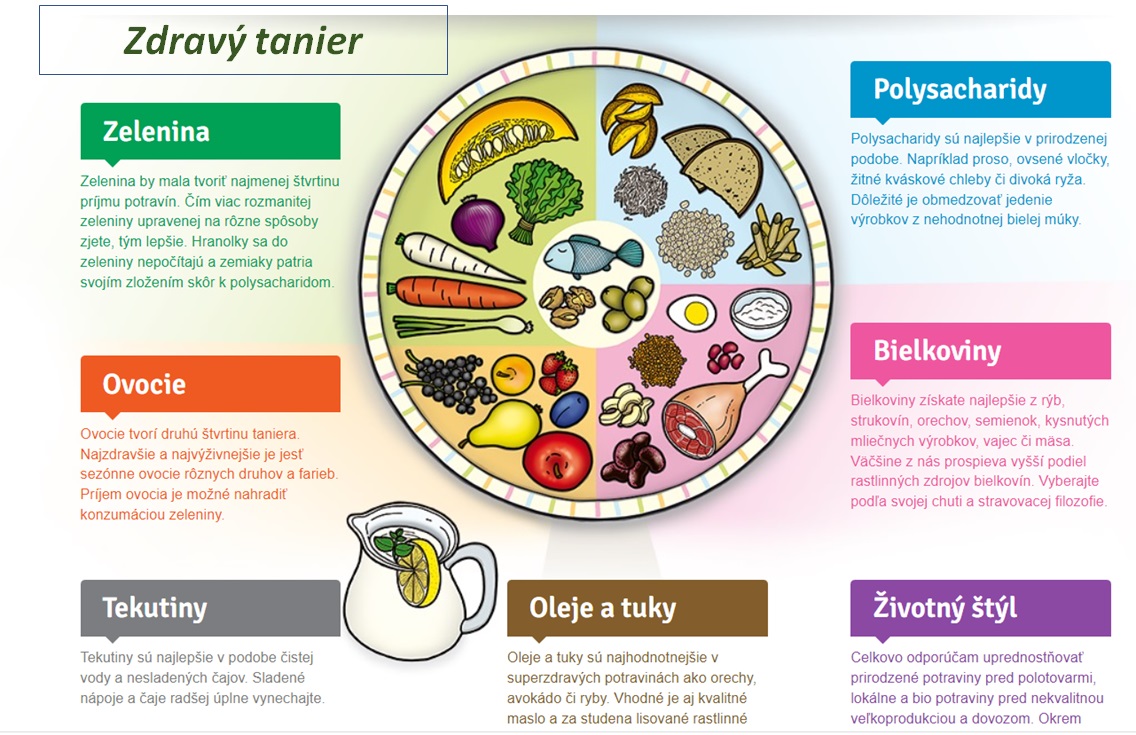 Zdravý tanier
Zelenina
Zelenina by mala tvoriť najmenej štvrtinu
príjmu potravín. Čím viac rozmanitej
zeleniny upravenej na rôzne spôsoby
zjete, tým lepšie. Hranolky sa do
zeleniny nepočítajú a zemiaky patria
svojím zložením skôr k polysacharidom.
Ovocie
Ovocie tvorí druhú štvrtinu taniera.
Najzdravšie a najvýživnejšie je jesť
sezónne ovocie rôznych druhov a farieb.
Príjem ovocia je možné nahradiť
konzumáciou zeleniny.
Tekutiny
Tekutiny sú najlepšie v podobe čistej
vody a nesladených čajov. Sladené
nápoje a čaje radšej úplne vynechajte.
Oleje a tuky
Oleje a tuky sú najhodnotnejšie v
superzdravých potravinách ako orechy,
avokádo či ryby. Vhodné je aj kvalitné
maslo a za studena lisované rastlinné
Polysacharidy
Polysacharidy sú najlepšie v prirodzenej
podobe. Napríklad proso, ovsené vločky,
žitné kváskové chleby či divoká ryža.
Dôležité je obmedzovať jedenie
výrobkov z nehodnotnej bielej múky.
Bielkoviny
Bielkoviny získate najlepšie z rýb,
strukovín, orechov, semienok, kysnutých
mliečnych výrobkov, vajec či mäsa.
Väčšine z nás prospieva vyšší podiel
rastlinných zdrojov bielkovín. Vyberajte
podľa svojej chuti a stravovacej filozofie.
Životný štýl
Celkovo odporúčam uprednostňovať
prirodzené potraviny pred polotovarmi,
lokálne a bio potraviny pred nekvalitnou
veľkoprodukciou a dovozom. Okrem